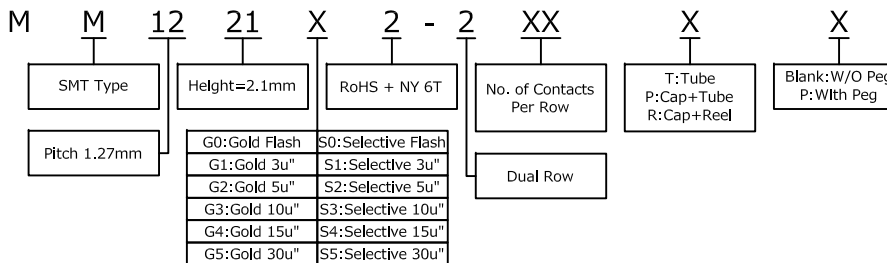 M M 12 21 X 2 - 2 XX X X
SMT Type
Height=2.1mm
RoHS + NY 6T
No. of Contacts
Per Row
T:Tube
P:Cap+Tube
R:Cap+Reel
Blank:W/O Peg
P:WIth Peg
Pitch 1.27mm
Dual Row
G0:Gold Flash S0:Selective Flash
G1:Gold 3u" S1:Selective 3u"
G2:Gold 5u" S2:Selective 5u"
G3:Gold 10u" S3:Selective 10u"
G4:Gold 15u" S4:Selective 15u"
G5:Gold 30u" S5:Selective 30u"